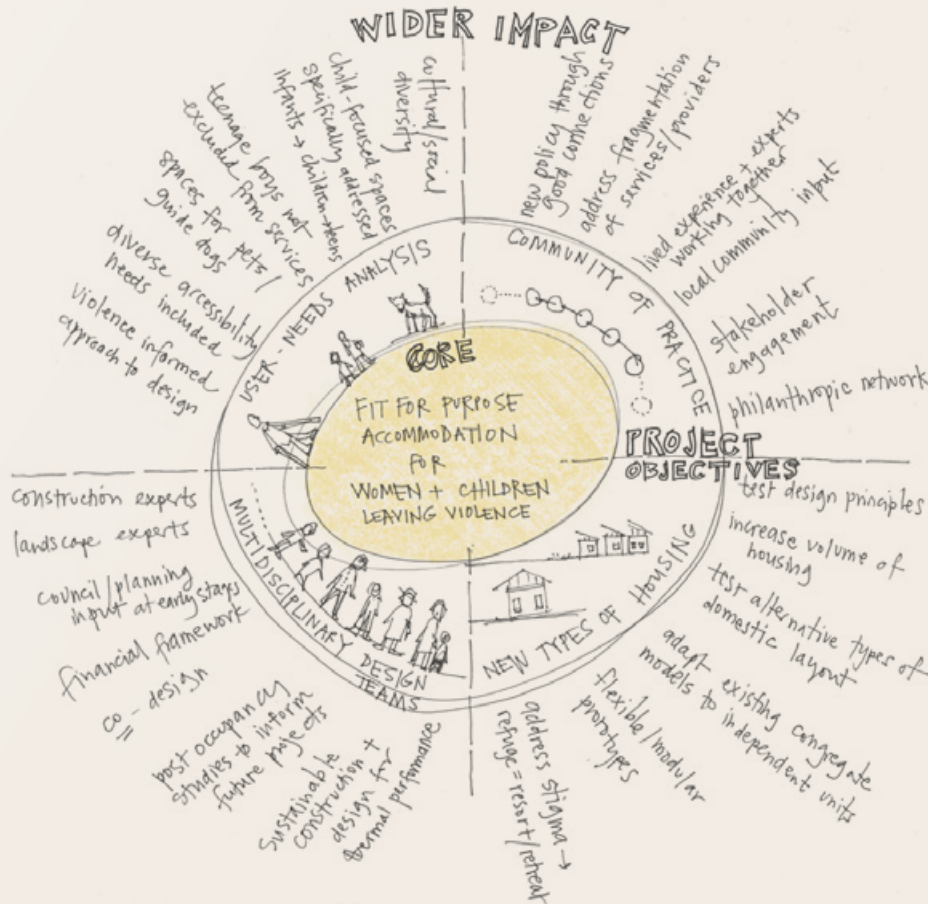 WIDER IMPACT
cultural/social
diversity
child-focused spaces
specifically addressed
infants → children → teens
teenage boys not
excluded from services
spaces for pets/
guide dogs
diverse accessibility
needs included
violence informed
approach to design
new policy through
good connections
address fragmentation
of services/providers
lived experience + experts
working together
local community input
stakeholder
engagement
philanthropic network
USER-NEEDS ANALYSIS
COMMUNITY OF PRACTICE
CORE
FIT FOR PURPOSE
ACCOMMODATION
FOR
WOMEN + CHILDREN
LEAVING VIOLENCE
PROJECT
OBJECTIVES
MULTIDISCIPLINARY DESIGN
TEAMS
NEW TYPES OF HOUSING
construction experts
landscape experts
council/planning
input at early stages
financial framework
co-design
post occupancy
studies to inform
future projects
sustainable
construction +
design for
thermal performance
test design principles
increase volume of
housing
test alternative types of
domestic layout
adapt existing congregate
models to independent units
flexible/modular
prototypes
address stigma →
refuge = resort/retreat